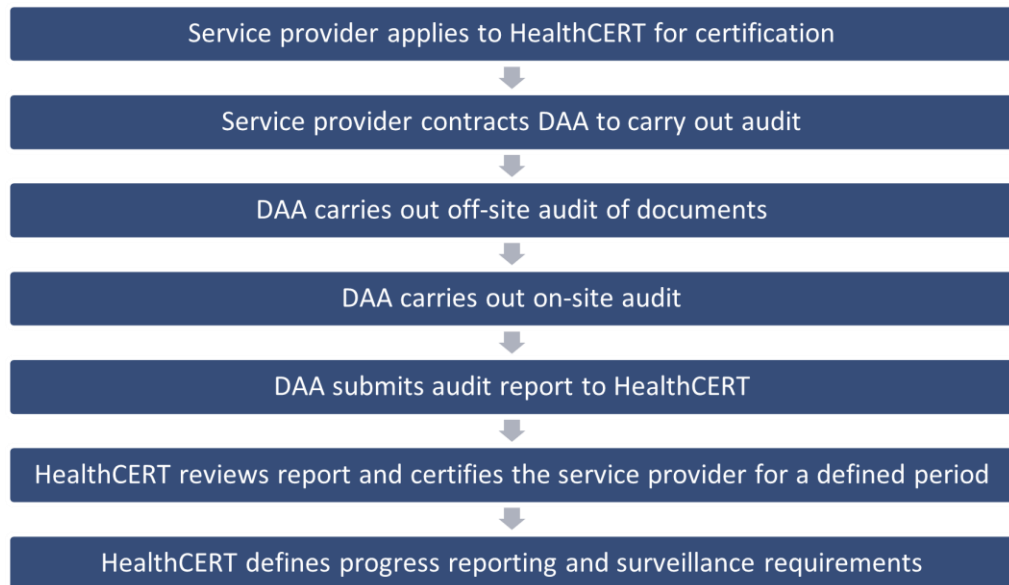 Service provider applies to HealthCERT for certification
Service provider contracts DAA to carry out audit
DAA carries out off-site audit of documents
DAA carries out on-site audit
DAA submits audit report to HealthCERT
HealthCERT reviews report and certifies the service provider for a defined period
HealthCERT defines progress reporting and surveillance requirements